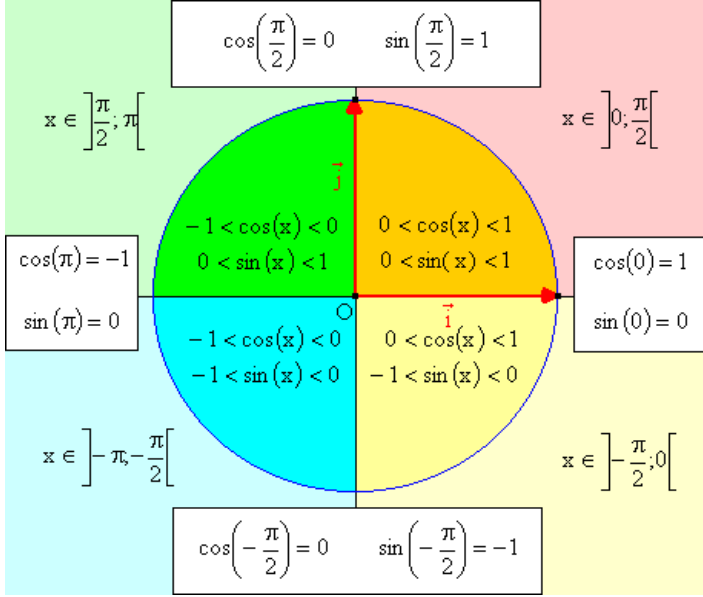 cos(π/2) = 0 sin(π/2) = 1
x ∈ ]π/2; π[
x ∈ ]0; π/2[
j
-1 < cos(x) < 0
0 < sin(x) < 1
0 < cos(x) < 1
0 < sin(x) < 1
cos(π) = -1
sin(π) = 0
cos(0) = 1
sin(0) = 0
O
i
-1 < cos(x) < 0
-1 < sin(x) < 0
0 < cos(x) < 1
-1 < sin(x) < 0
x ∈ ]-π;-π/2[
x ∈ ]-π/2;0[
cos(-π/2) = 0 sin(-π/2) = -1